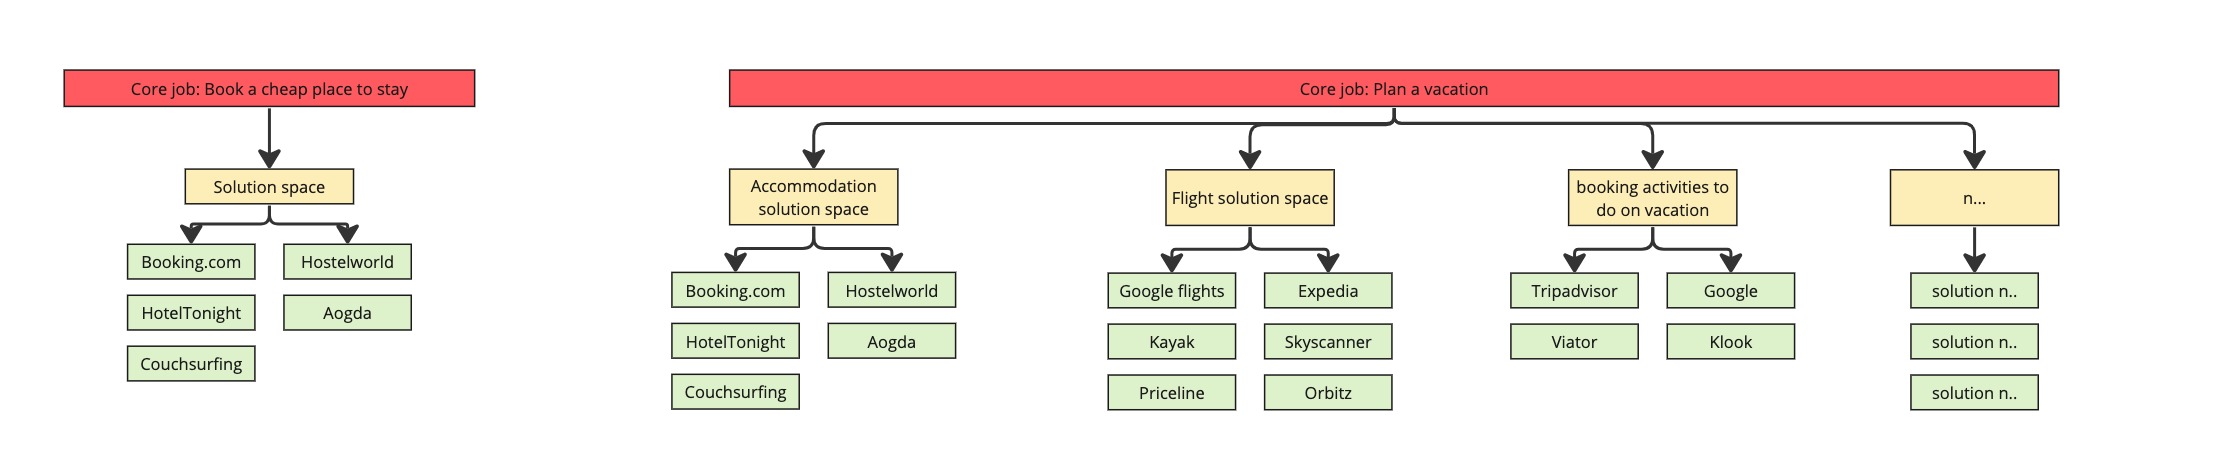 Core job: Book a cheap place to stay
Solution space
Booking.com
Hostelworld
HotelTonight
Aogda
Couchsurfing
Core job: Plan a vacation
Accommodation
solution space
Booking.com
Hostelworld
HotelTonight
Aogda
Couchsurfing
Flight solution space
Google flights
Expedia
Kayak
Skyscanner
Priceline
Orbitz
booking activities to
do on vacation
Tripadvisor
Google
Viator
Klook
n...
solution n..
solution n..
solution n..